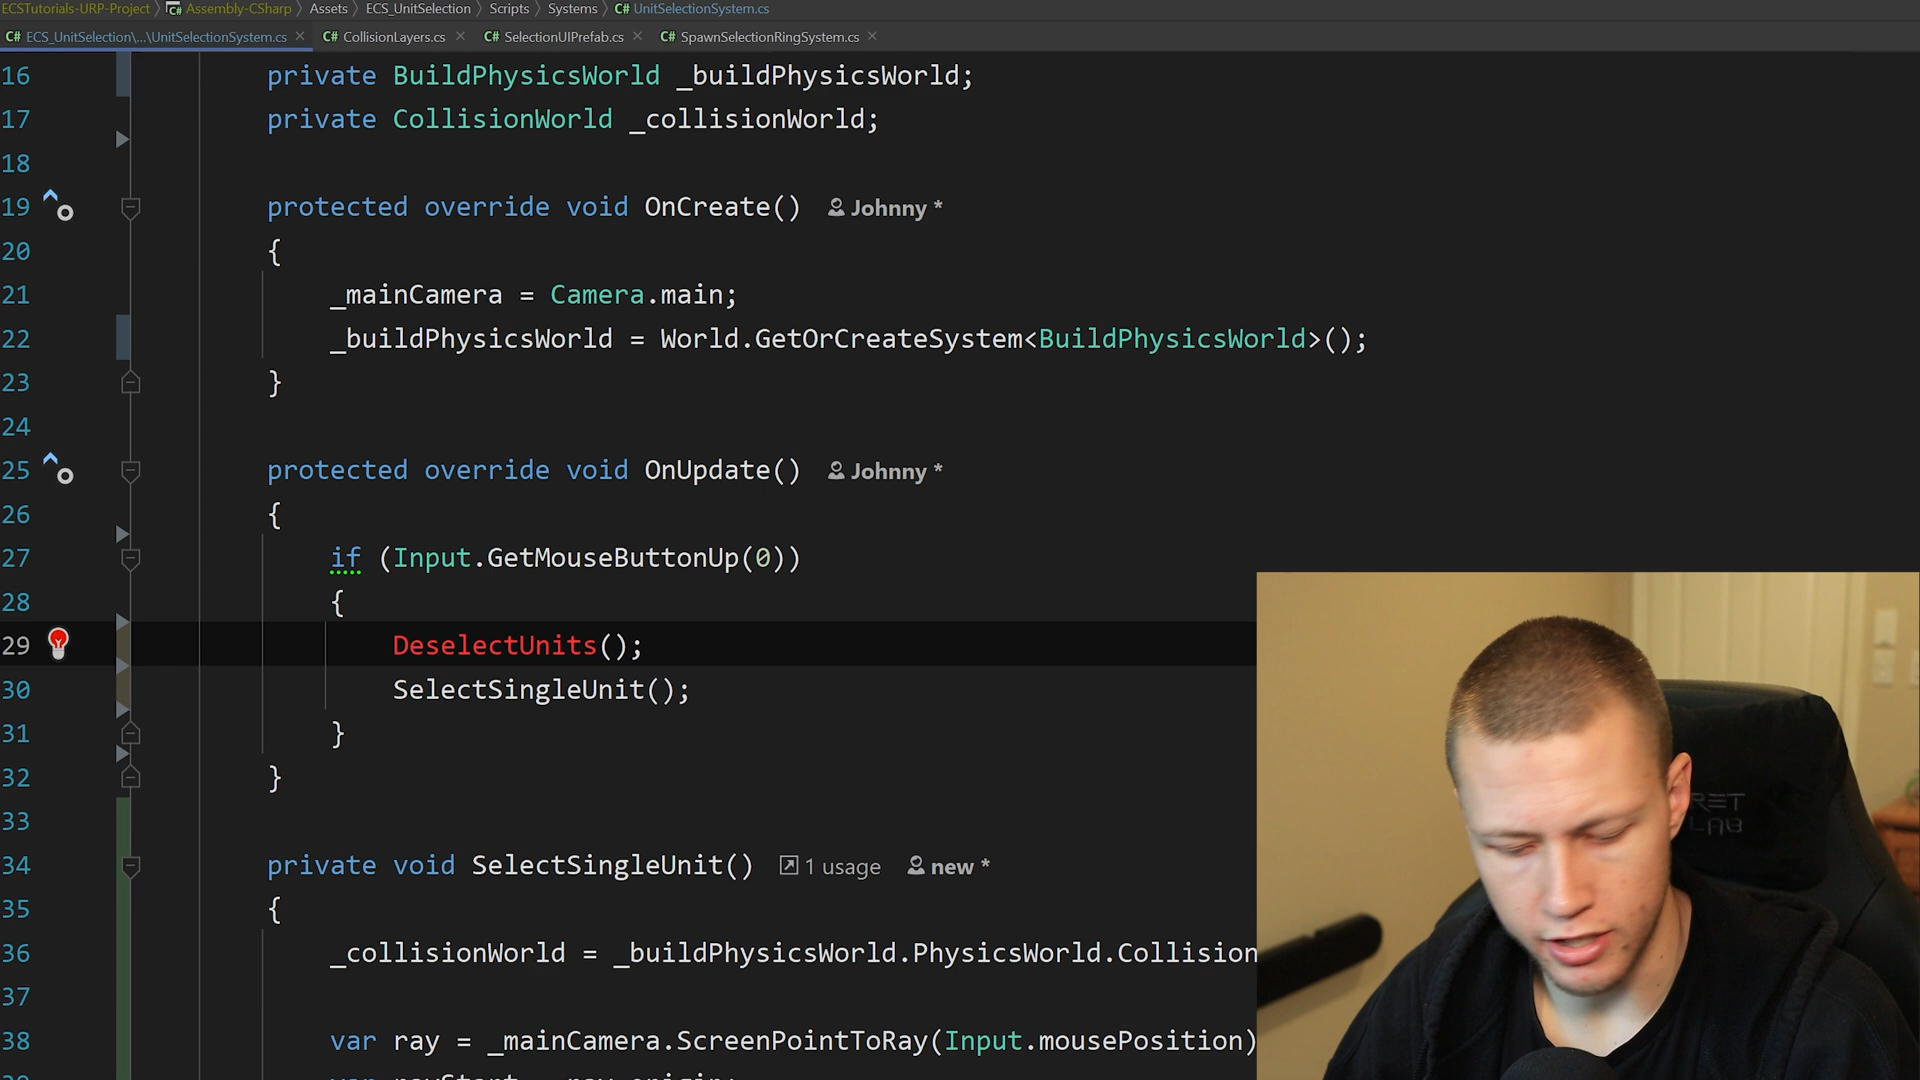 ECSTutorials-URP-Project > C# Assembly-CSharp > Assets > ECS_UnitSelection > Scripts > Systems > C# UnitSelectionSystem.cs
C# ECS_UnitSelection\...\UnitSelectionSystem.cs × C# CollisionLayers.cs × C# SelectionUIPrefab.cs × C# SpawnSelectionRingSystem.cs ×
16 private BuildPhysicsWorld _buildPhysicsWorld;
17 private CollisionWorld _collisionWorld;
18
19 protected override void OnCreate() Johnny *
20 {
21 _mainCamera = Camera.main;
22 _buildPhysicsWorld = World.GetOrCreateSystem<BuildPhysicsWorld>();
23 }
24
25 protected override void OnUpdate() Johnny *
26 {
27 if (Input.GetMouseButtonUp(0))
28 {
29 DeselectUnits();
30 SelectSingleUnit();
31 }
32 }
33
34 private void SelectSingleUnit() 1 usage new *
35 {
36 _collisionWorld = _buildPhysicsWorld.PhysicsWorld.Collision
37
38 var ray = _mainCamera.ScreenPointToRay(Input.mousePosition)